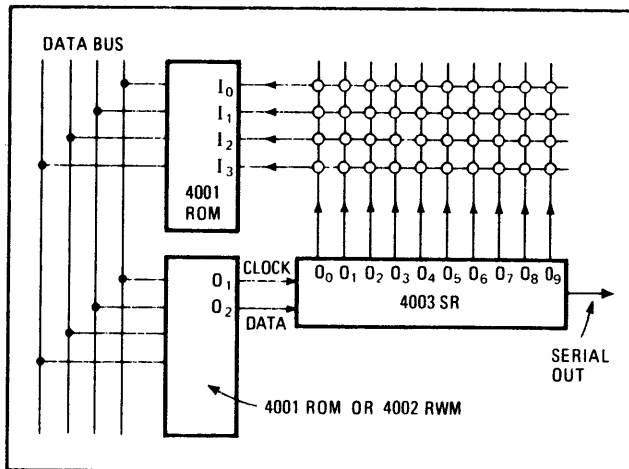 DATA BUS
I0
I1
I2
I3
4001
ROM
O1
O2
CLOCK
DATA
O0 O1 O2 O3 O4 O5 O6 O7 O8 O9
4003 SR
SERIAL
OUT
4001 ROM OR 4002 RWM